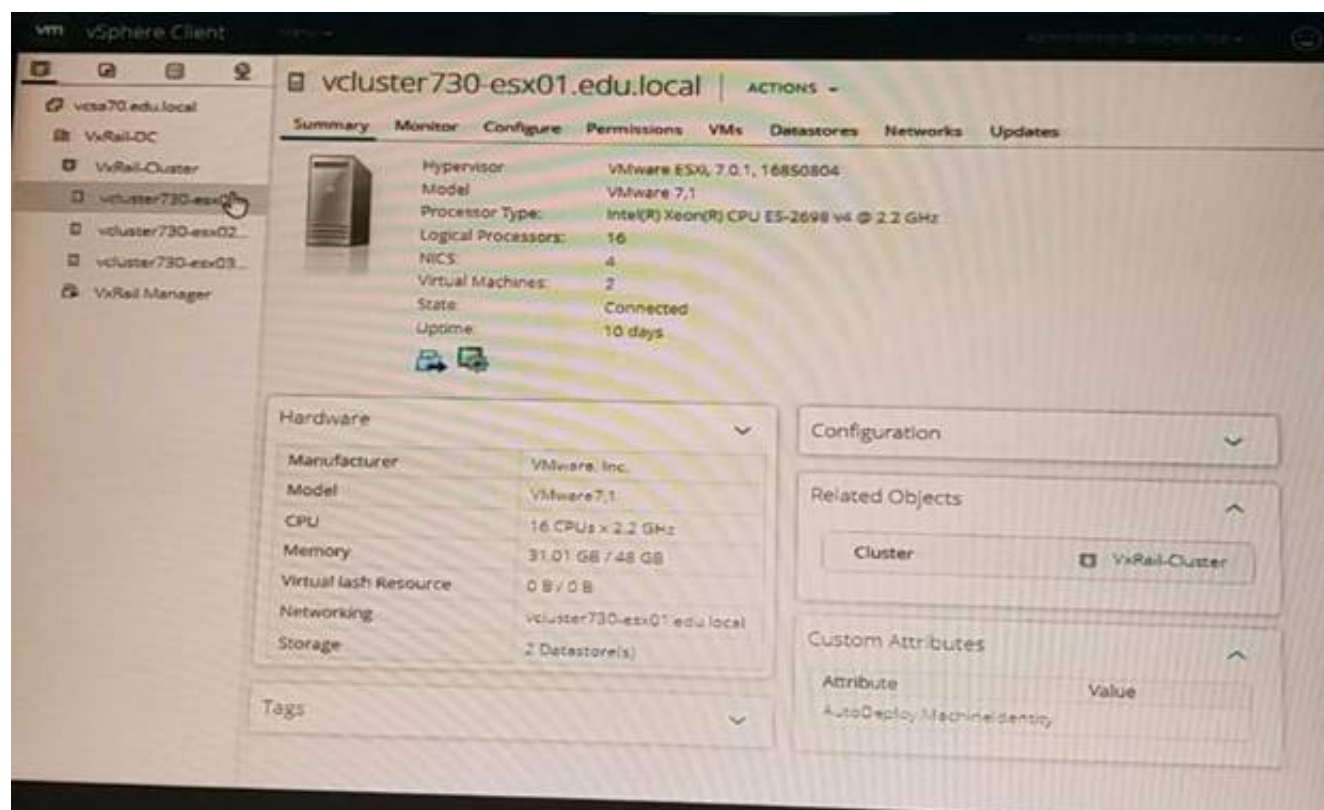 vm vSphere Client
vcsa70.edu.local
VxRail-DC
VxRail-Cluster
vcluster730-esx0
vcluster730-esx02...
vcluster730-esx03...
VxRail Manager
vcluster730-esx01.edu.local | ACTIONS
Summary Monitor Configure Permissions VMs Datastores Networks Updates
Hypervisor: VMware ESXi, 7.0.1, 16850804
Model VMware 7,1
Processor Type: Intel(R) Xeon(R) CPU E5-2698 v4 @ 2.2 GHz
Logical Processors: 16
NICS: 4
Virtual Machines: 2
State: Connected
Uptime: 10 days
Hardware
Manufacturer VMware, Inc.
Model VMware7,1
CPU 16 CPUs x 2.2 GHz
Memory 31.01 GB / 48 GB
Virtual lash Resource 0 B / 0 B
Networking vcluster730-esx01.edu.local
Storage 2 Datastore(s)
Tags
Configuration
Related Objects
Cluster VxRail-Cluster
Custom Attributes
Attribute Value
AutoDeploy.MachineIdentity